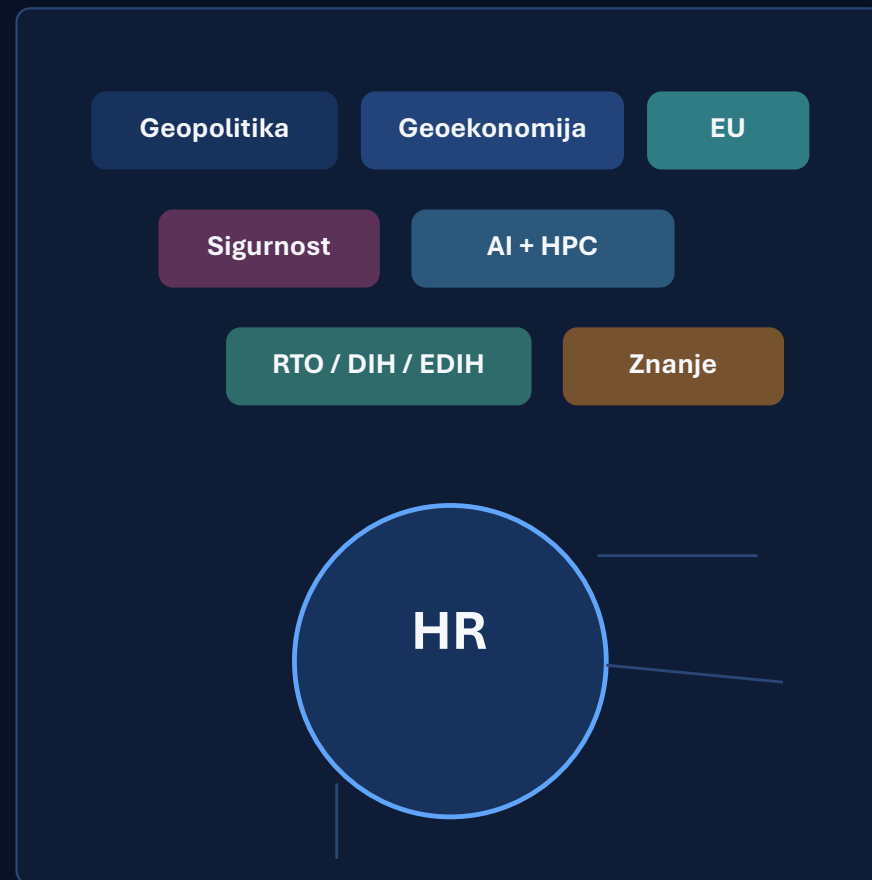 Geopolitika Geoekonomija EU
Sigurnost AI + HPC
RTO / DIH / EDIH Znanje
HR